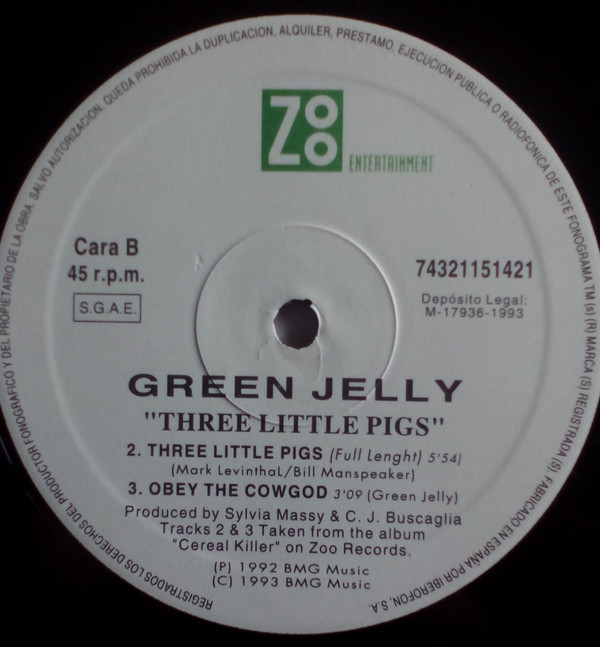 REGISTRADOS LOS DERECHOS DEL PRODUCTOR FONOGRAFICO Y DEL PROPIETARIO DE LA OBRA. SALVO AUTORIZACION, QUEDA PROHIBIDA LA DUPLICACION, ALQUILER, PRESTAMO, EJECUCION PUBLICA O RADIOFONICA DE ESTE FONOGRAMA TM (s) (R) MARCA (S) REGISTRADA (S). FABRICADO EN ESPAÑA POR IBEROFON, S.A.
ZOO
ENTERTAINMENT
Cara B
45 r.p.m.
S.G.A.E.
74321151421
Depósito Legal:
M-17936-1993
GREEN JELLY
"THREE LITTLE PIGS"
2. THREE LITTLE PIGS (Full Lenght) 5'54)
(Mark Levinthal/Bill Manspeaker)
3. OBEY THE COWGOD 3'09 (Green Jelly)
Produced by Sylvia Massy & C. J. Buscaglia
Tracks 2 & 3 Taken from the album
"Cereal Killer" on Zoo Records.
(P) 1992 BMG Music
(C) 1993 BMG Music